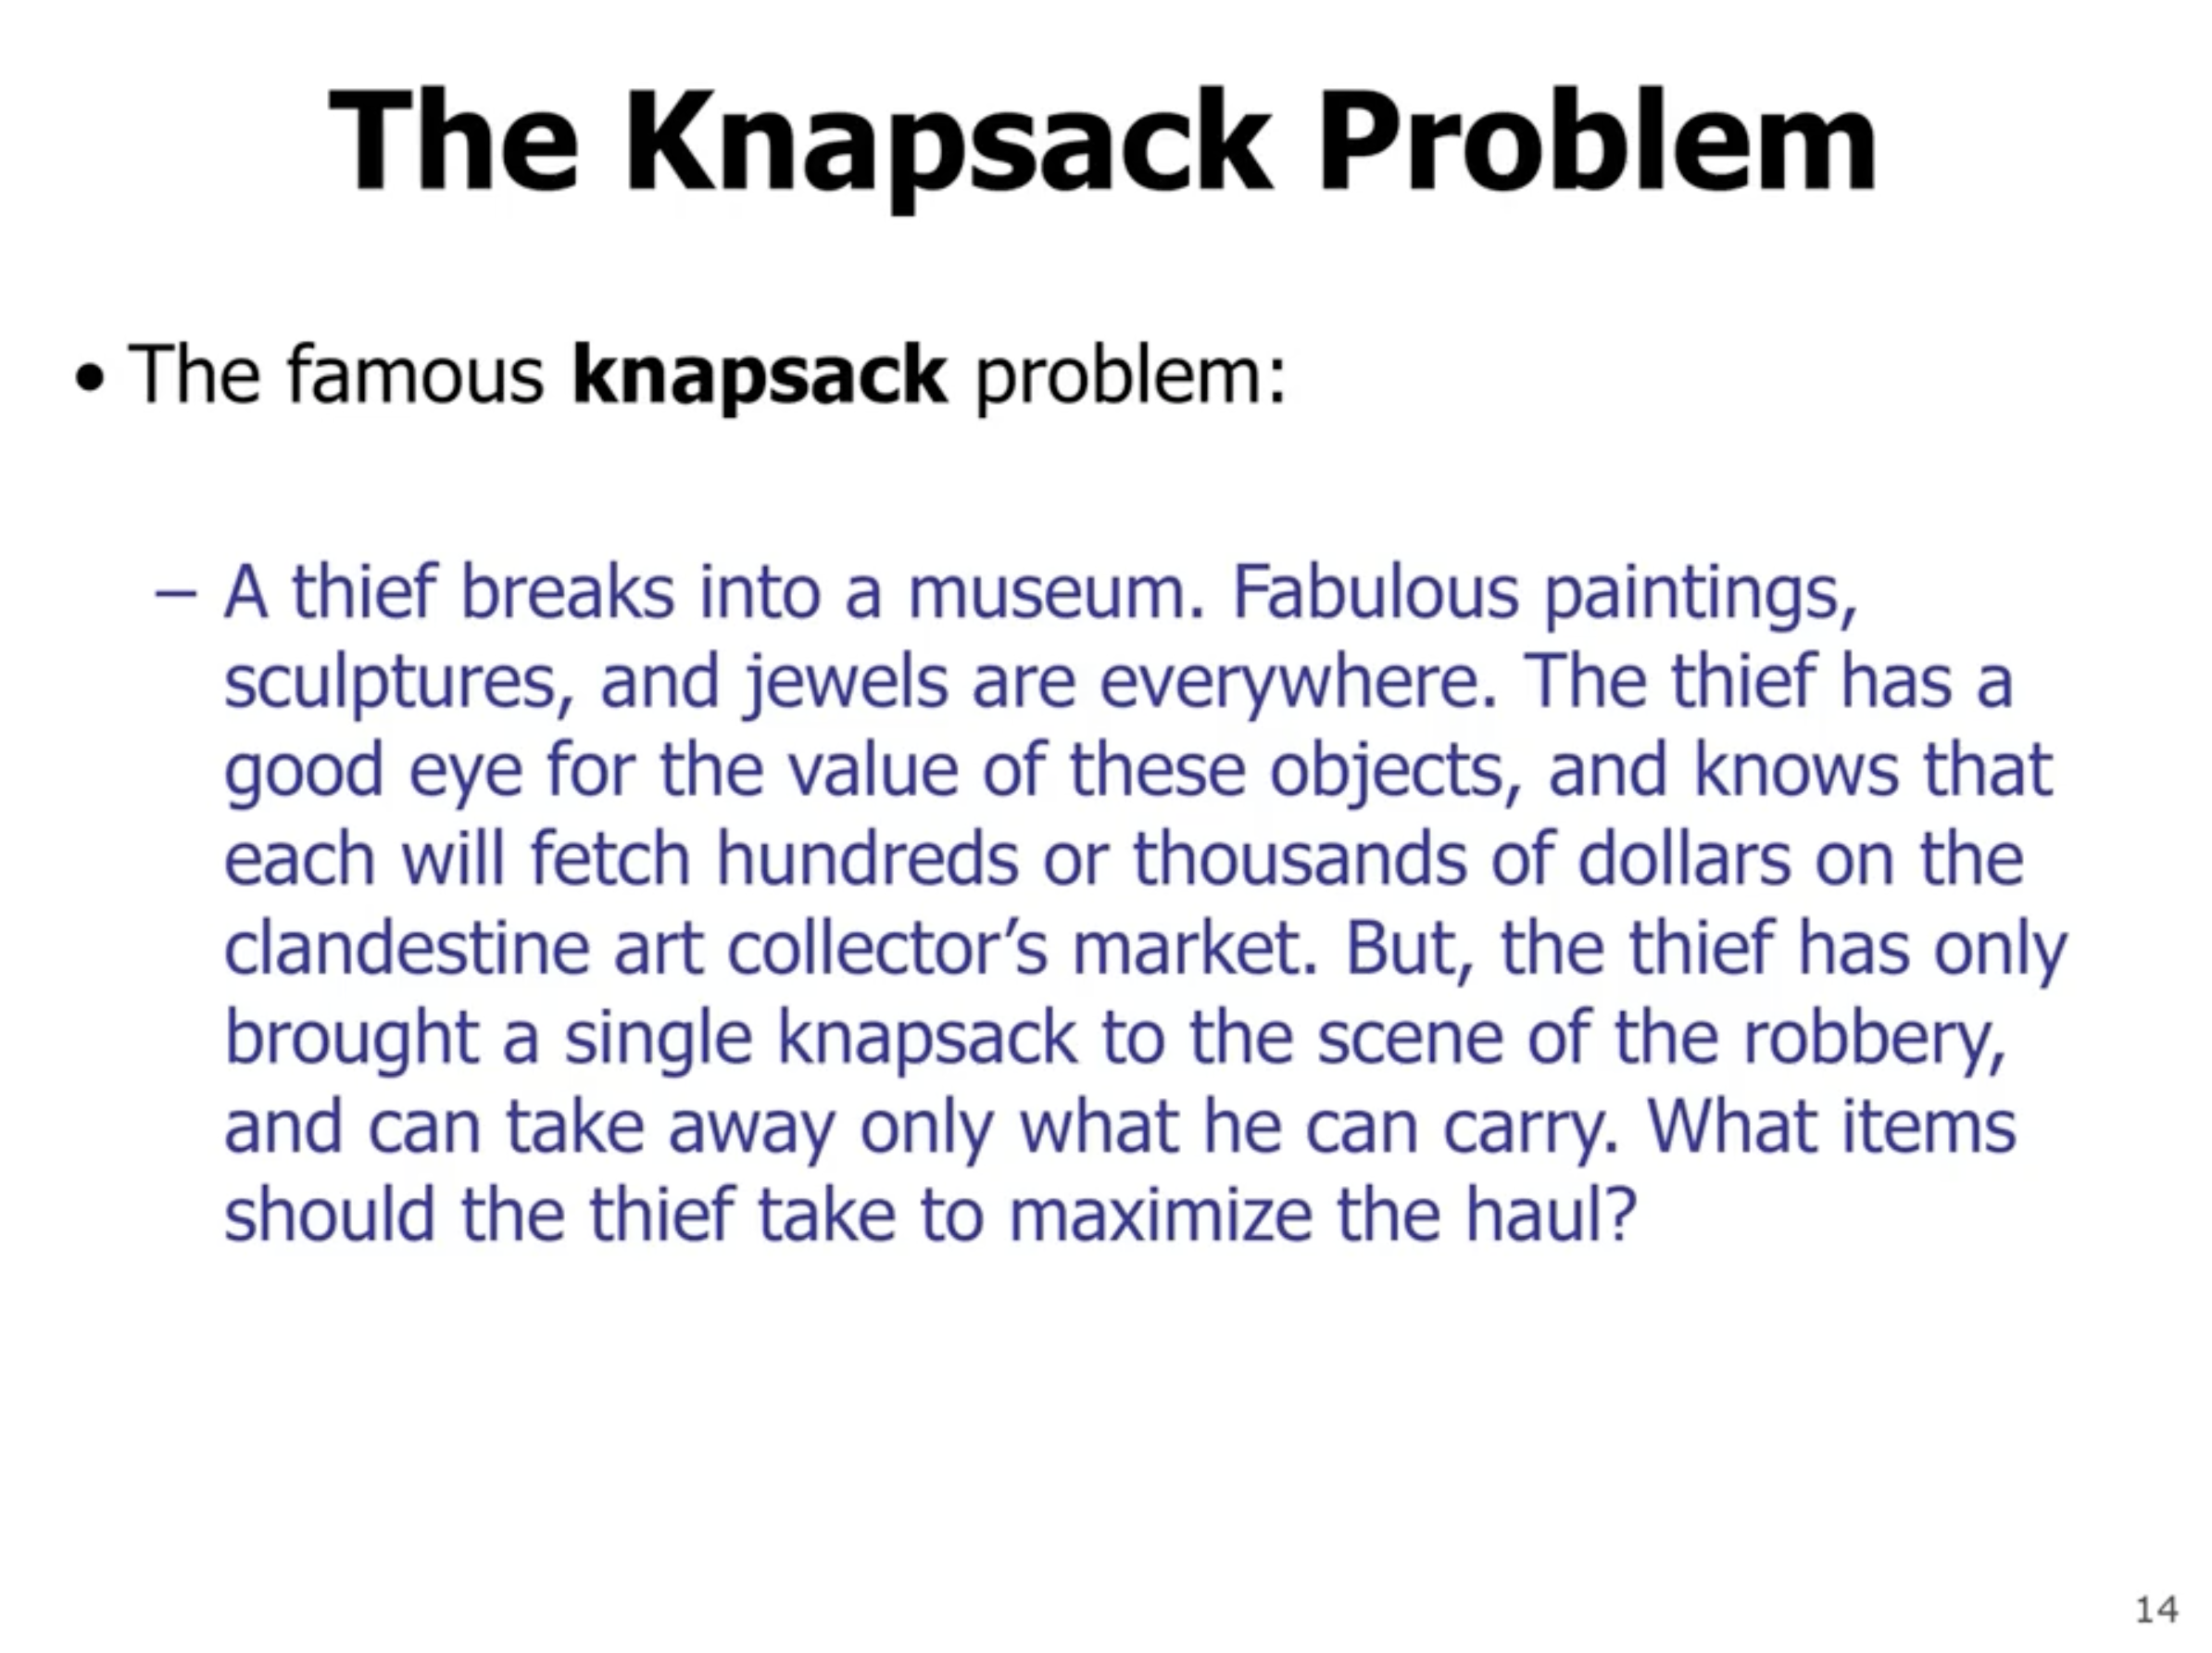 The Knapsack Problem
• The famous knapsack problem:
– A thief breaks into a museum. Fabulous paintings,
sculptures, and jewels are everywhere. The thief has a
good eye for the value of these objects, and knows that
each will fetch hundreds or thousands of dollars on the
clandestine art collector’s market. But, the thief has only
brought a single knapsack to the scene of the robbery,
and can take away only what he can carry. What items
should the thief take to maximize the haul?
14